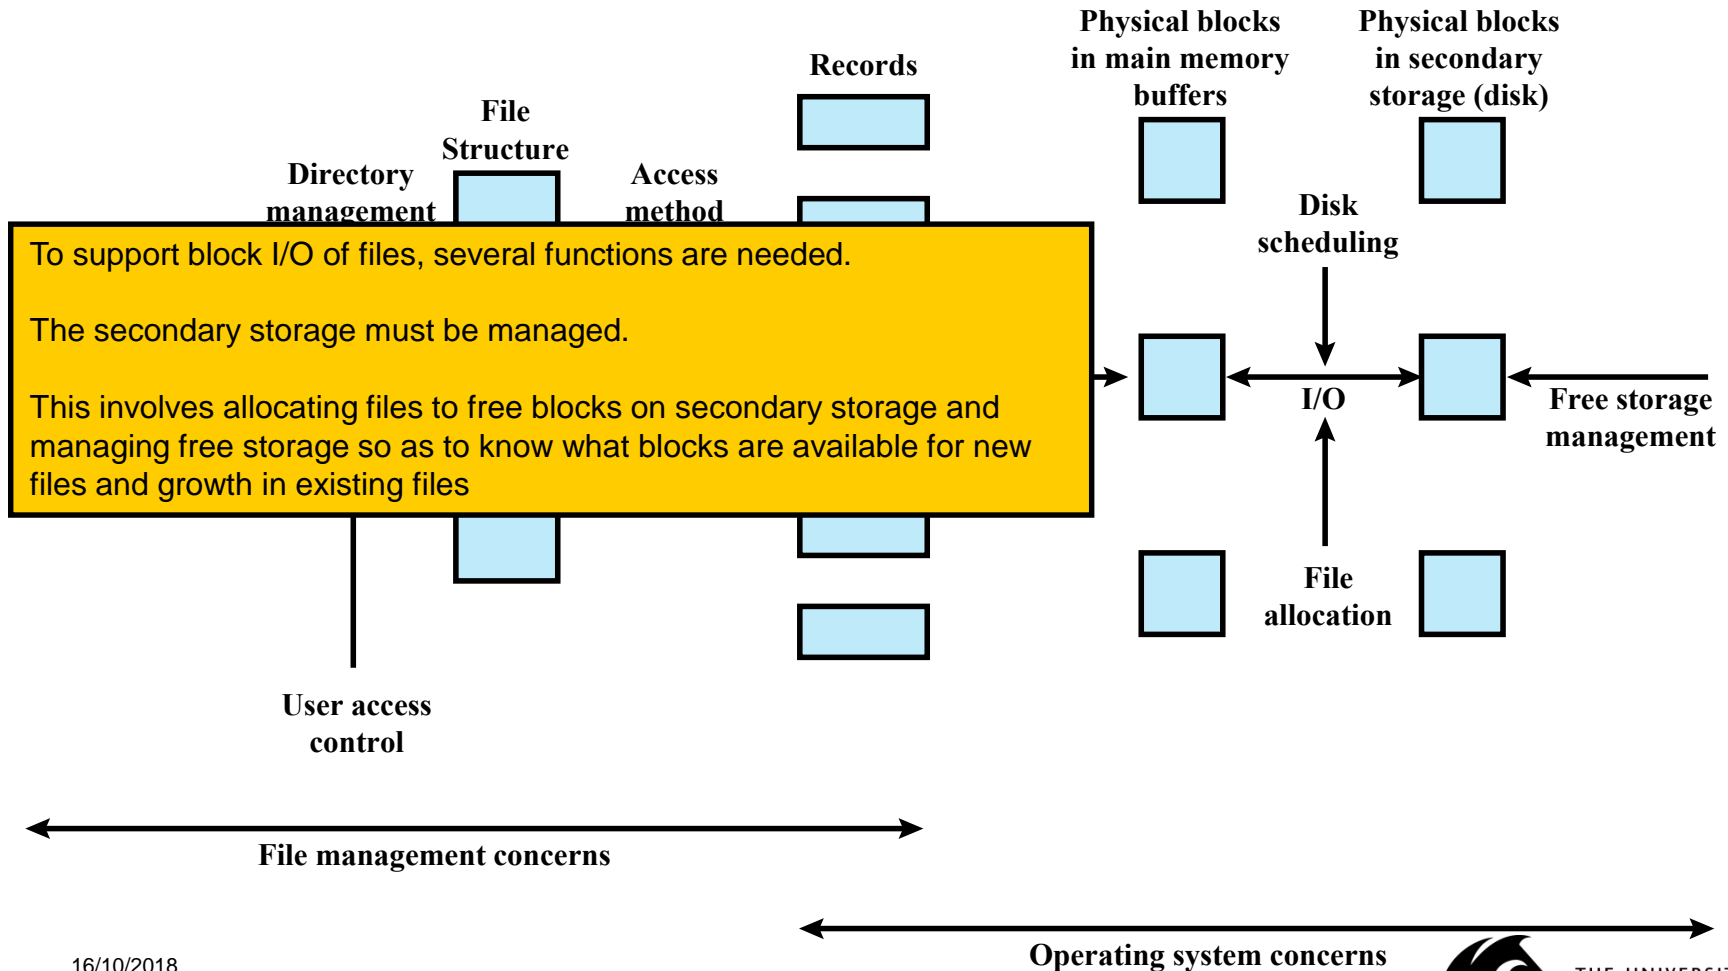 Physical blocks
in main memory
buffers
Physical blocks
in secondary
storage (disk)
Records
File
Structure
Directory
management
Access
method
Disk
scheduling
To support block I/O of files, several functions are needed.
The secondary storage must be managed.
This involves allocating files to free blocks on secondary storage and
managing free storage so as to know what blocks are available for new
files and growth in existing files
I/O
Free storage
management
File
allocation
User access
control
File management concerns
Operating system concerns
16/10/2018
THE